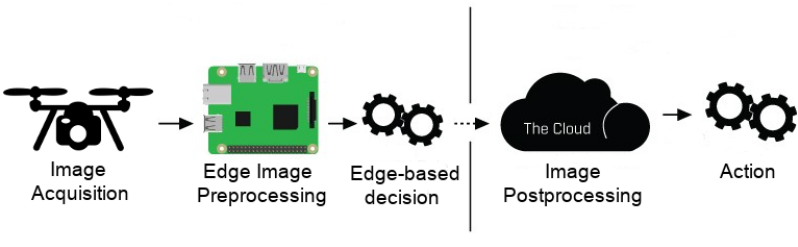 The Cloud
Image
Acquisition
Edge Image
Preprocessing
Edge-based
decision
Image
Postprocessing
Action